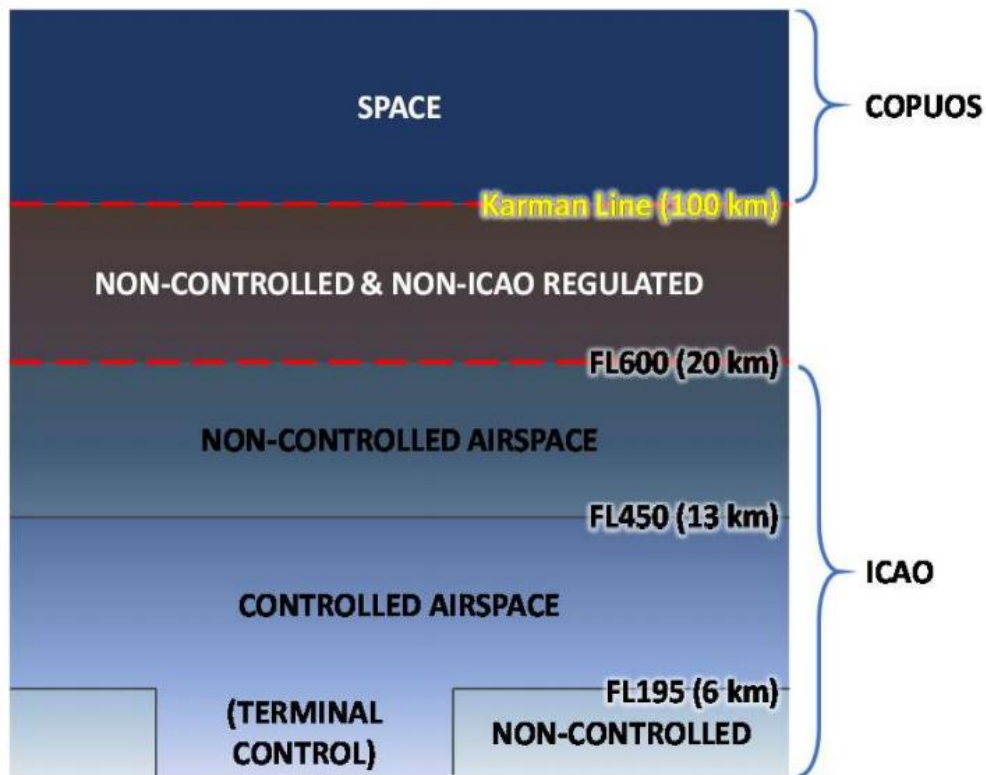 SPACE
COPUOS
Karman Line (100 km)
NON-CONTROLLED & NON-ICAO REGULATED
FL600 (20 km)
NON-CONTROLLED AIRSPACE
FL450 (13 km)
ICAO
CONTROLLED AIRSPACE
FL195 (6 km)
(TERMINAL
CONTROL)
NON-CONTROLLED